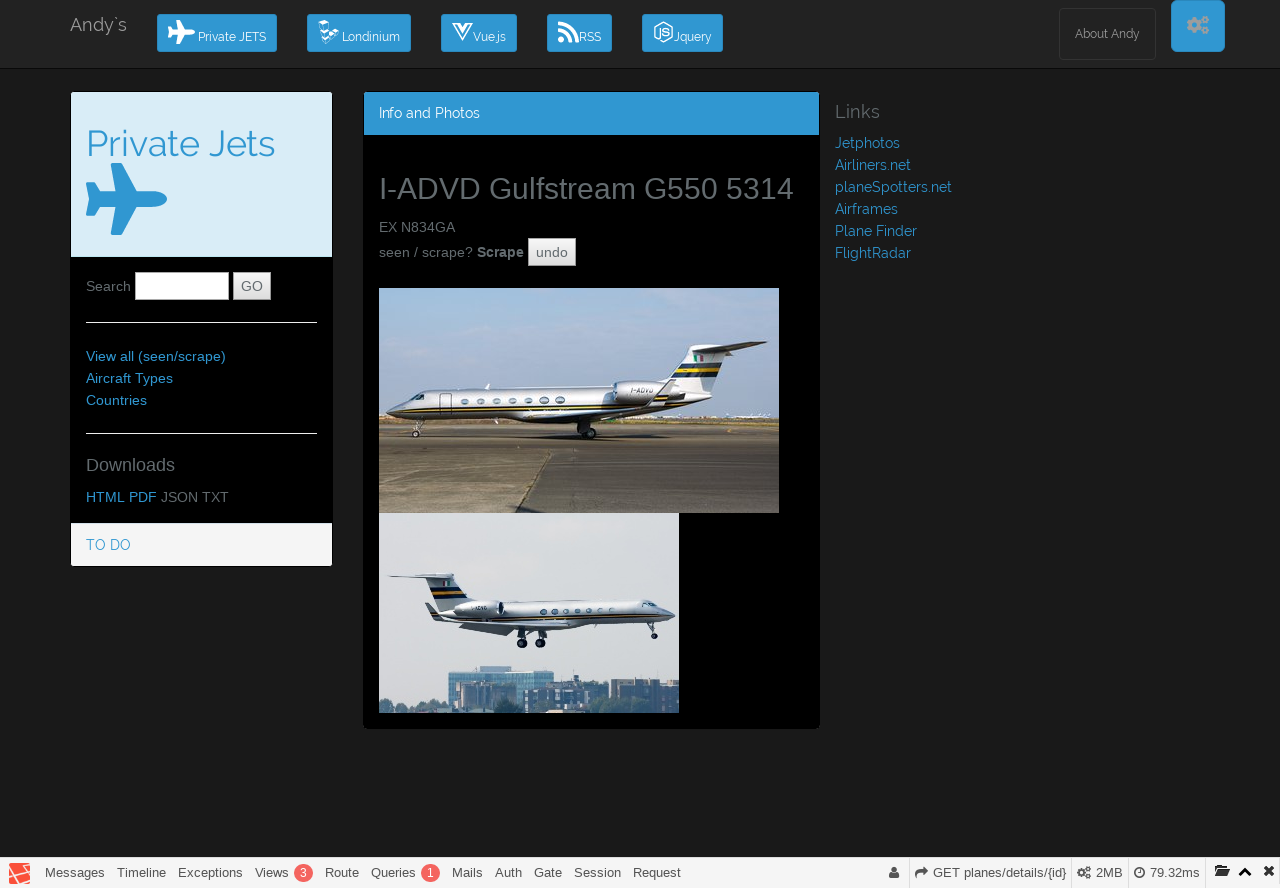 Andy`s
Private JETS
Londinium
Vue.js
RSS
Jquery
About Andy
Private Jets
Search GO
View all (seen/scrape)
Aircraft Types
Countries
Downloads
HTML PDF JSON TXT
TO DO
Info and Photos
I-ADVD Gulfstream G550 5314
EX N834GA
seen / scrape? Scrape undo
Links
Jetphotos
Airliners.net
planeSpotters.net
Airframes
Plane Finder
FlightRadar
Messages Timeline Exceptions Views 3 Route Queries 1 Mails Auth Gate Session Request GET planes/details/{id} 2MB 79.32ms